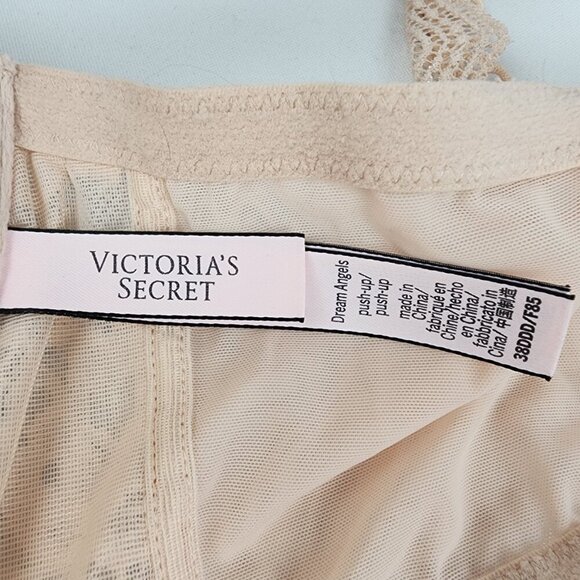 VICTORIA'S
SECRET
Dream Angels
push-up/
push-up
made in
China/
fabriqué en
Chine/hecho
en China/
fabbricato in
Cina/中国制造
38DDD/F85